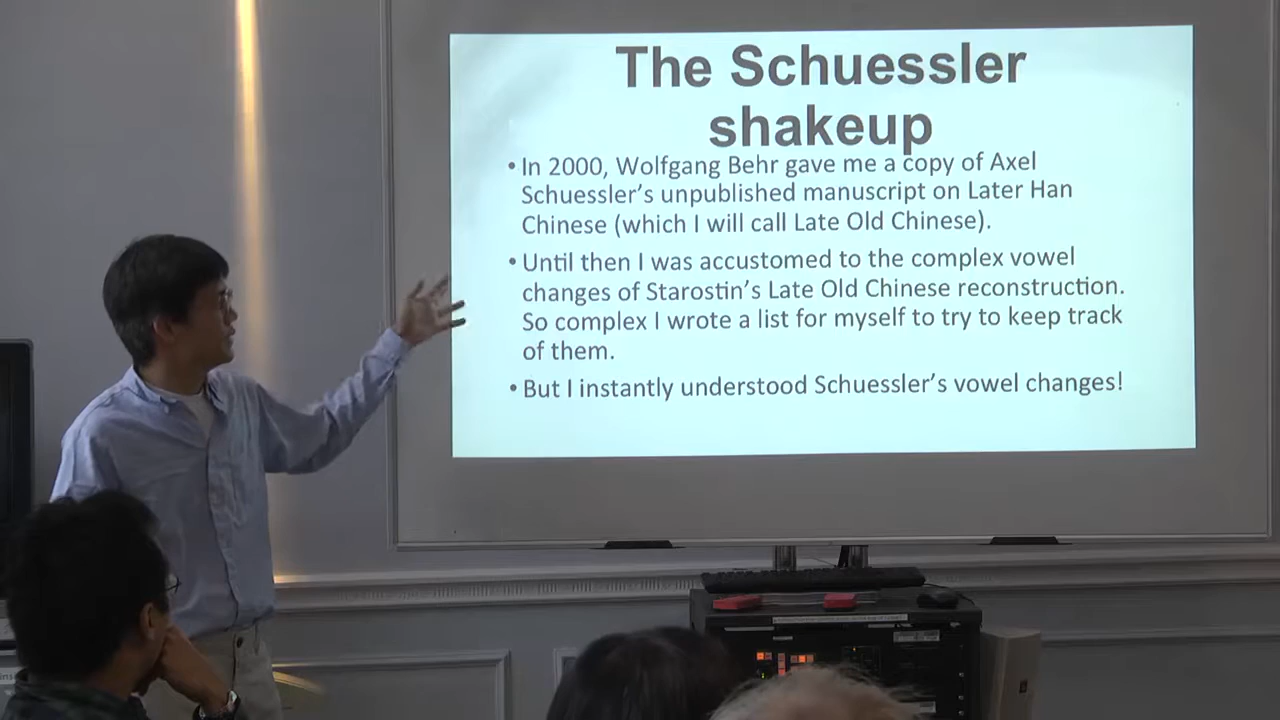 The Schuessler
shakeup
• In 2000, Wolfgang Behr gave me a copy of Axel
Schuessler’s unpublished manuscript on Later Han
Chinese (which I will call Late Old Chinese).
• Until then I was accustomed to the complex vowel
changes of Starostin’s Late Old Chinese reconstruction.
So complex I wrote a list for myself to try to keep track
of them.
• But I instantly understood Schuessler’s vowel changes!